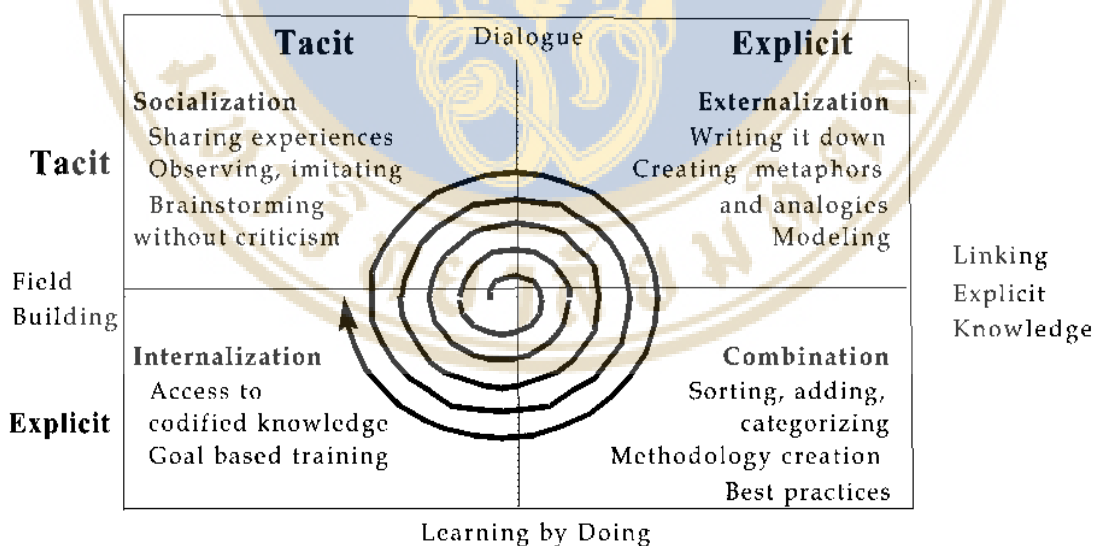 Tacit
Dialogue
Explicit
Socialization
Sharing experiences
Observing, imitating
Brainstorming
without criticism
Externalization
Writing it down
Creating metaphors
and analogies
Modeling
Tacit
Field
Building
Linking
Explicit
Knowledge
Internalization
Access to
codified knowledge
Goal based training
Combination
Sorting, adding,
categorizing
Methodology creation
Best practices
Explicit
Learning by Doing